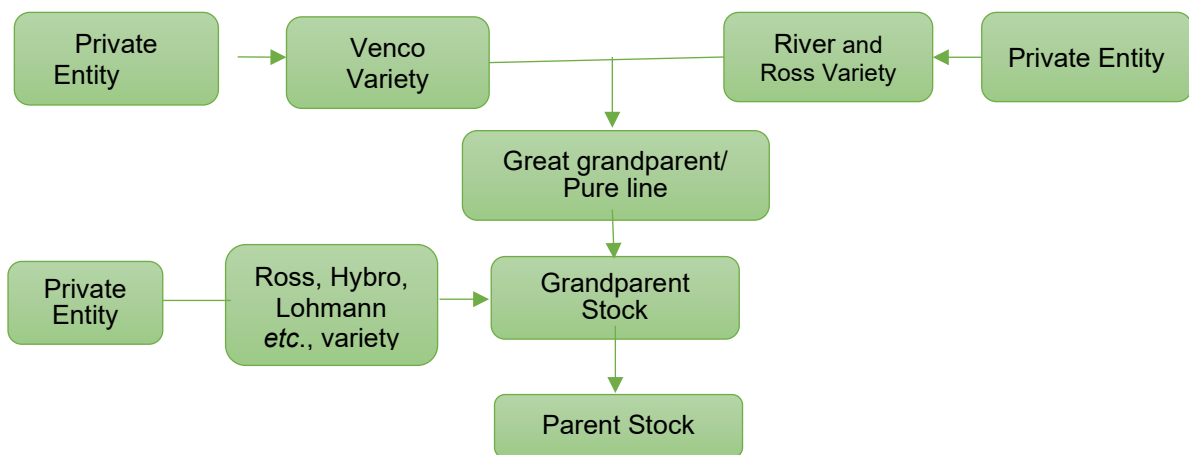 Private
Entity
Venco
Variety
River and
Ross Variety
Private Entity
Great grandparent/
Pure line
Private
Entity
Ross, Hybro,
Lohmann
etc., variety
Grandparent
Stock
Parent Stock